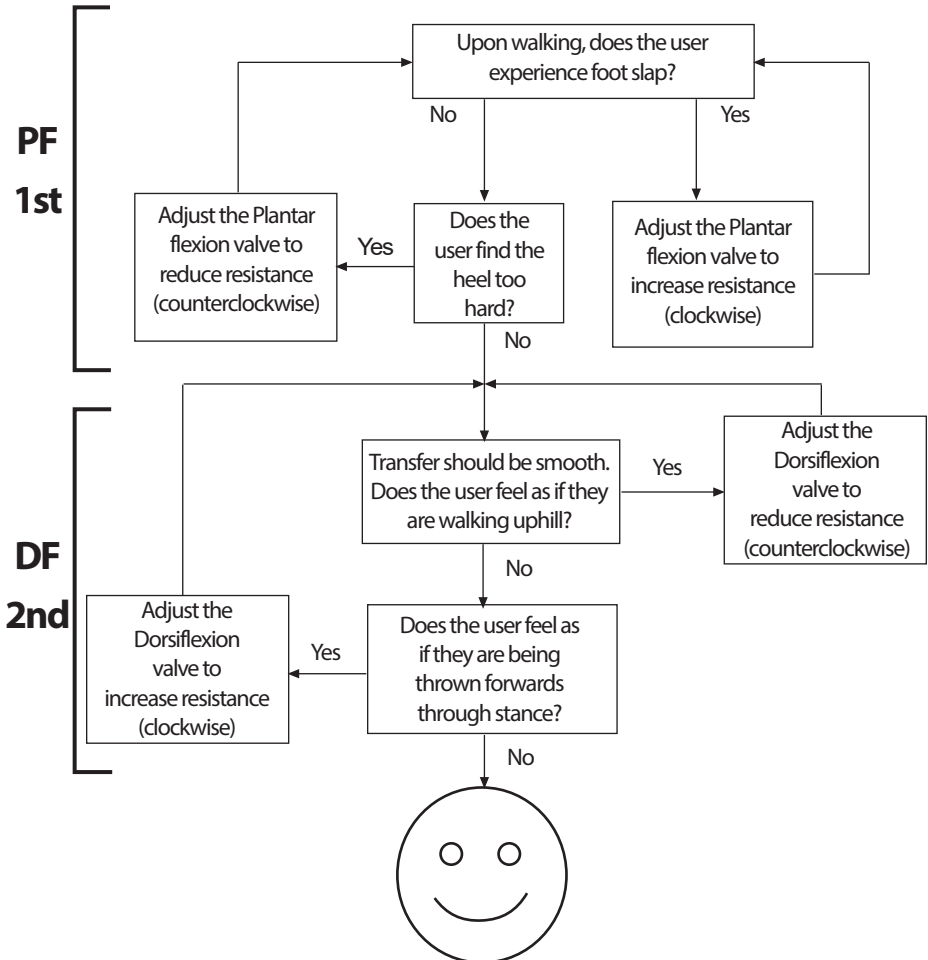 Upon walking, does the user
experience foot slap?
No
Yes
PF
1st
Adjust the Plantar
flexion valve to
reduce resistance
(counterclockwise)
Yes
Does the
user find the
heel too
hard?
Adjust the Plantar
flexion valve to
increase resistance
(clockwise)
No
DF
2nd
Transfer should be smooth.
Does the user feel as if they
are walking uphill?
Yes
Adjust the
Dorsiflexion
valve to
reduce resistance
(counterclockwise)
No
Adjust the
Dorsiflexion
valve to
increase resistance
(clockwise)
Yes
Does the user feel as
if they are being
thrown forwards
through stance?
No